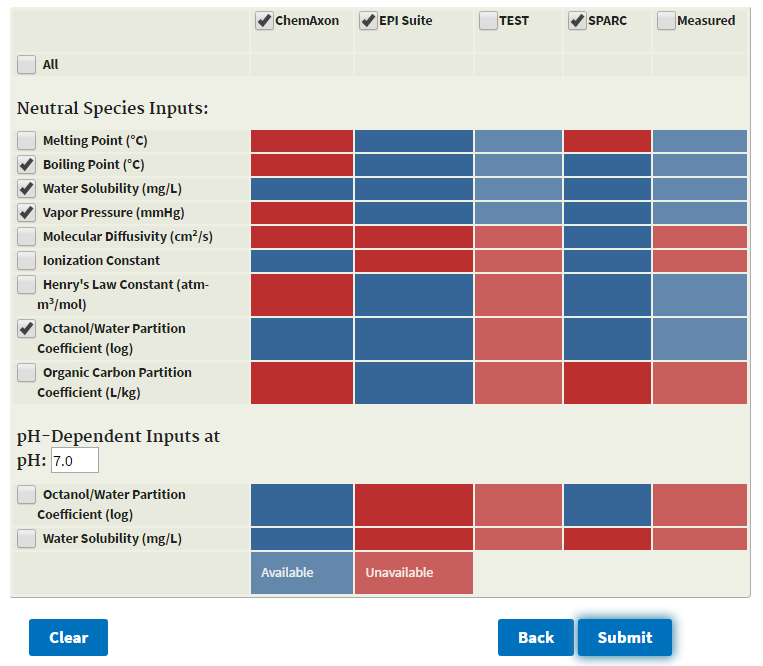 ChemAxon EPI Suite TEST SPARC Measured
All
Neutral Species Inputs:
Melting Point (°C)
Boiling Point (°C)
Water Solubility (mg/L)
Vapor Pressure (mmHg)
Molecular Diffusivity (cm²/s)
Ionization Constant
Henry's Law Constant (atm-
m³/mol)
Octanol/Water Partition
Coefficient (log)
Organic Carbon Partition
Coefficient (L/kg)
pH-Dependent Inputs at
pH: 7.0
Octanol/Water Partition
Coefficient (log)
Water Solubility (mg/L)
Available Unavailable
Clear Back Submit